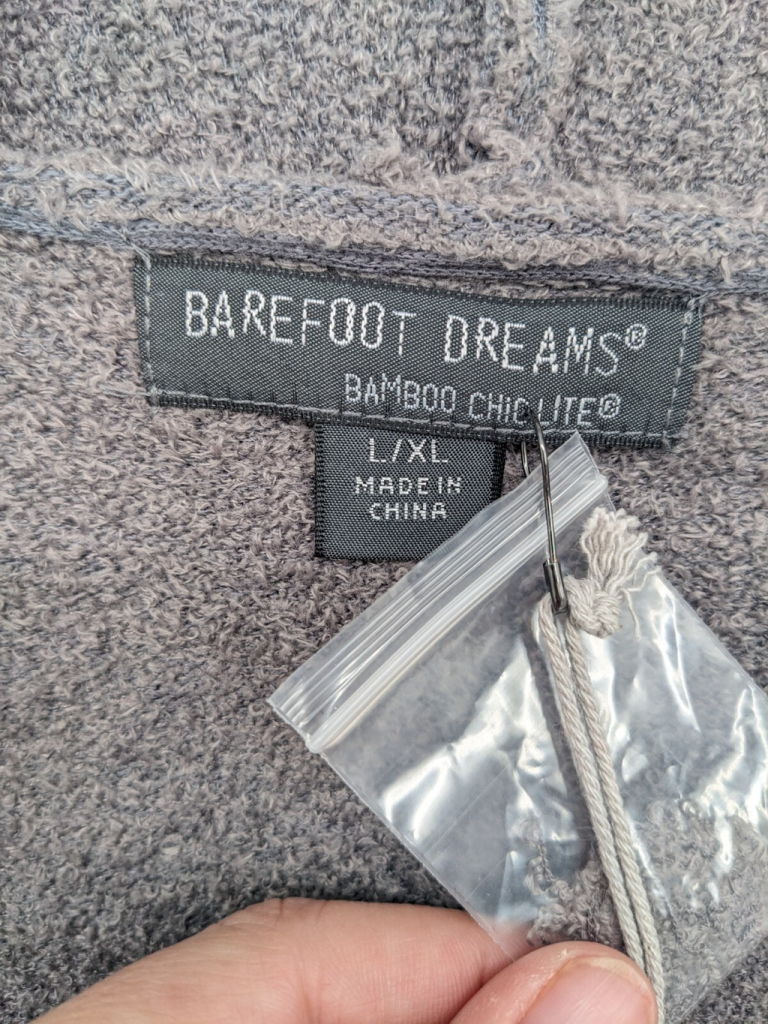 BAREFOOT DREAMS®
BAMBOO CHIC LITE®
L/XL
MADE IN
CHINA